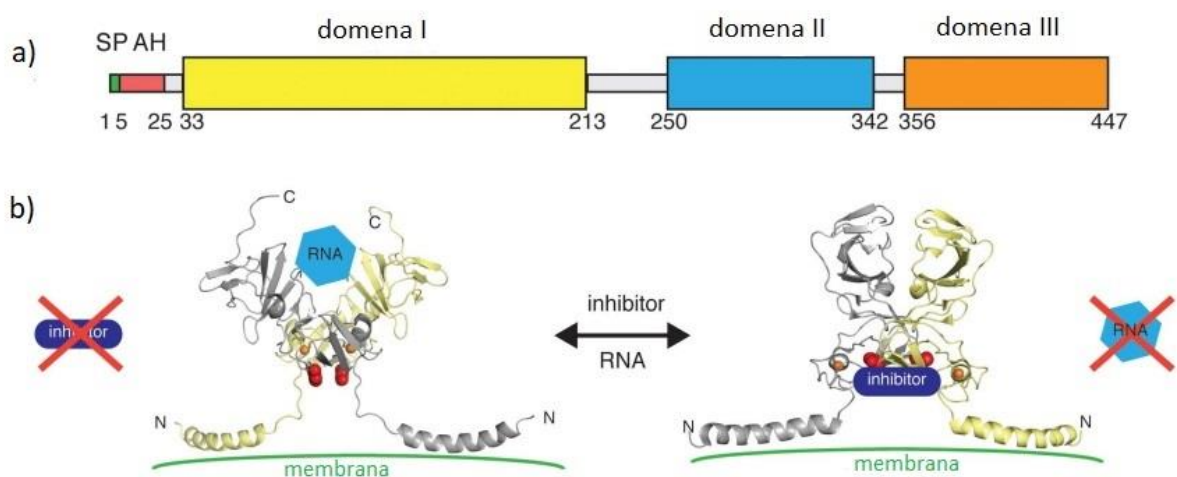 a)
SP AH
domena I
domena II
domena III
1 5 25 33 213 250 342 356 447
b)
C
C
RNA
inhibitor
N
N
membrana
inhibitor
RNA
inhibitor
N
N
membrana
RNA